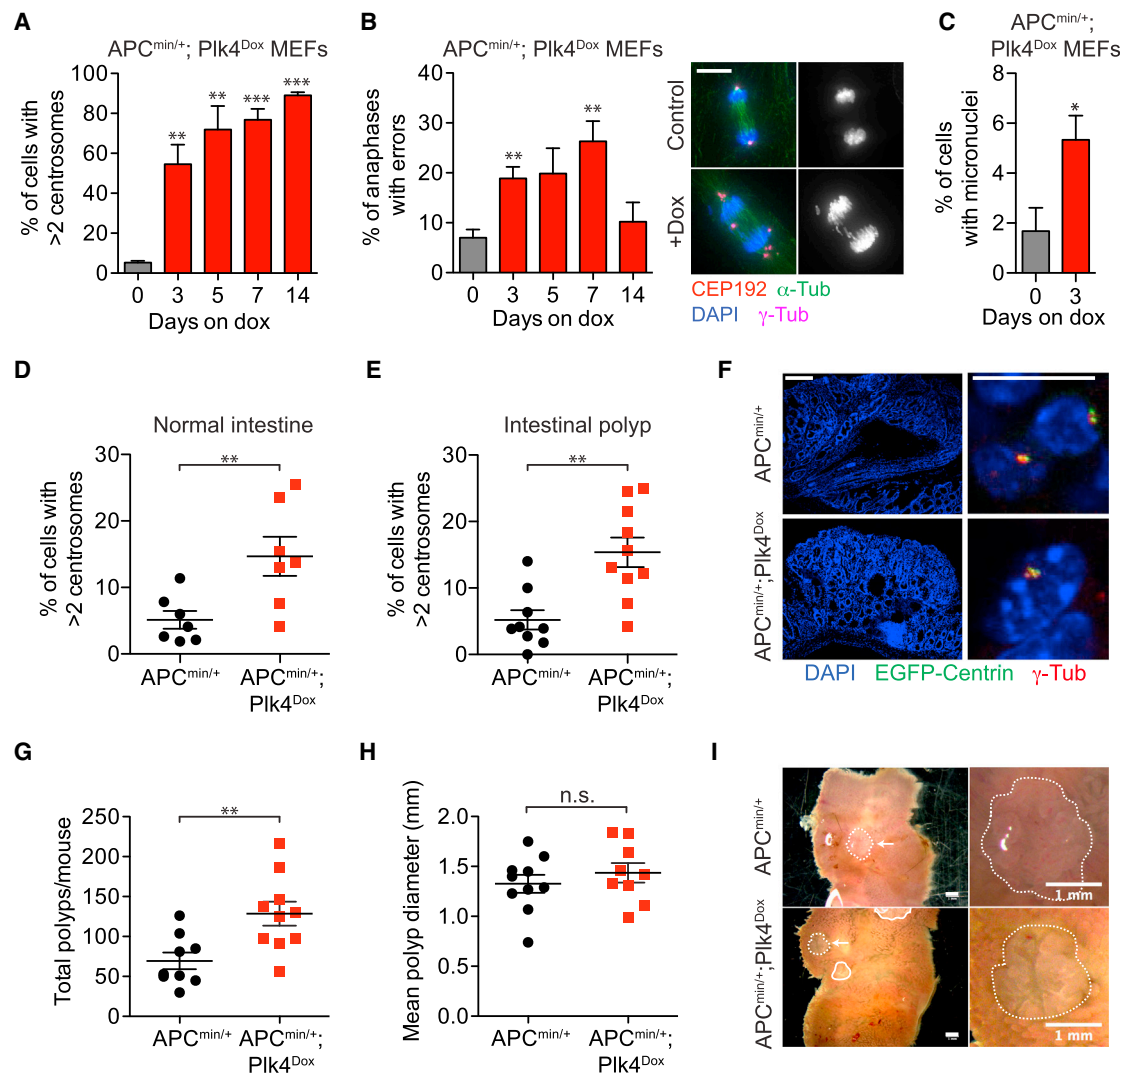 A
APCmin/+; Plk4Dox MEFs
% of cells with
>2 centrosomes
100
80
60
40
20
0
**
**
***
***
0 3 5 7 14
Days on dox
B
APCmin/+; Plk4Dox MEFs
% of anaphases
with errors
40
30
20
10
0
**
**
0 3 5 7 14
Days on dox
Control
+Dox
CEP192 α-Tub
DAPI γ-Tub
C
APCmin/+;
Plk4Dox MEFs
% of cells
with micronuclei
8
6
4
2
0
*
0 3
Days on dox
D
Normal intestine
% of cells with
>2 centrosomes
30
20
10
0
**
APCmin/+
APCmin/+;
Plk4Dox
E
Intestinal polyp
% of cells with
>2 centrosomes
30
20
10
0
**
APCmin/+
APCmin/+;
Plk4Dox
F
APCmin/+
APCmin/+;Plk4Dox
DAPI EGFP-Centrin γ-Tub
G
Total polyps/mouse
250
200
150
100
50
0
**
APCmin/+
APCmin/+;
Plk4Dox
H
Mean polyp diameter (mm)
2.0
1.5
1.0
0.5
0.0
n.s.
APCmin/+
APCmin/+;
Plk4Dox
I
APCmin/+
APCmin/+;Plk4Dox
1 mm
1 mm